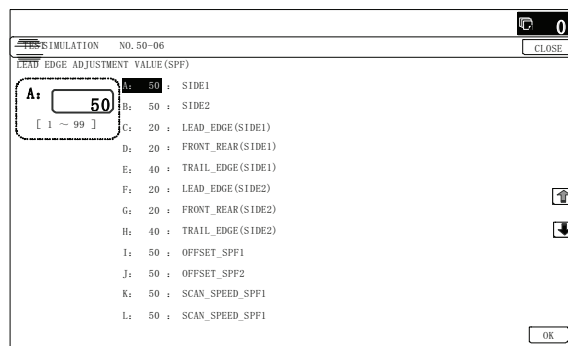 0
TEST SIMULATION NO.50-06
CLOSE
LEAD EDGE ADJUSTMENT VALUE(SPF)
A: 50
[ 1 ～ 99 ]
A: 50 : SIDE1
B: 50 : SIDE2
C: 20 : LEAD_EDGE(SIDE1)
D: 20 : FRONT_REAR(SIDE1)
E: 40 : TRAIL_EDGE(SIDE1)
F: 20 : LEAD_EDGE(SIDE2)
G: 20 : FRONT_REAR(SIDE2)
H: 40 : TRAIL_EDGE(SIDE2)
I: 50 : OFFSET_SPF1
J: 50 : OFFSET_SPF2
K: 50 : SCAN_SPEED_SPF1
L: 50 : SCAN_SPEED_SPF1
OK